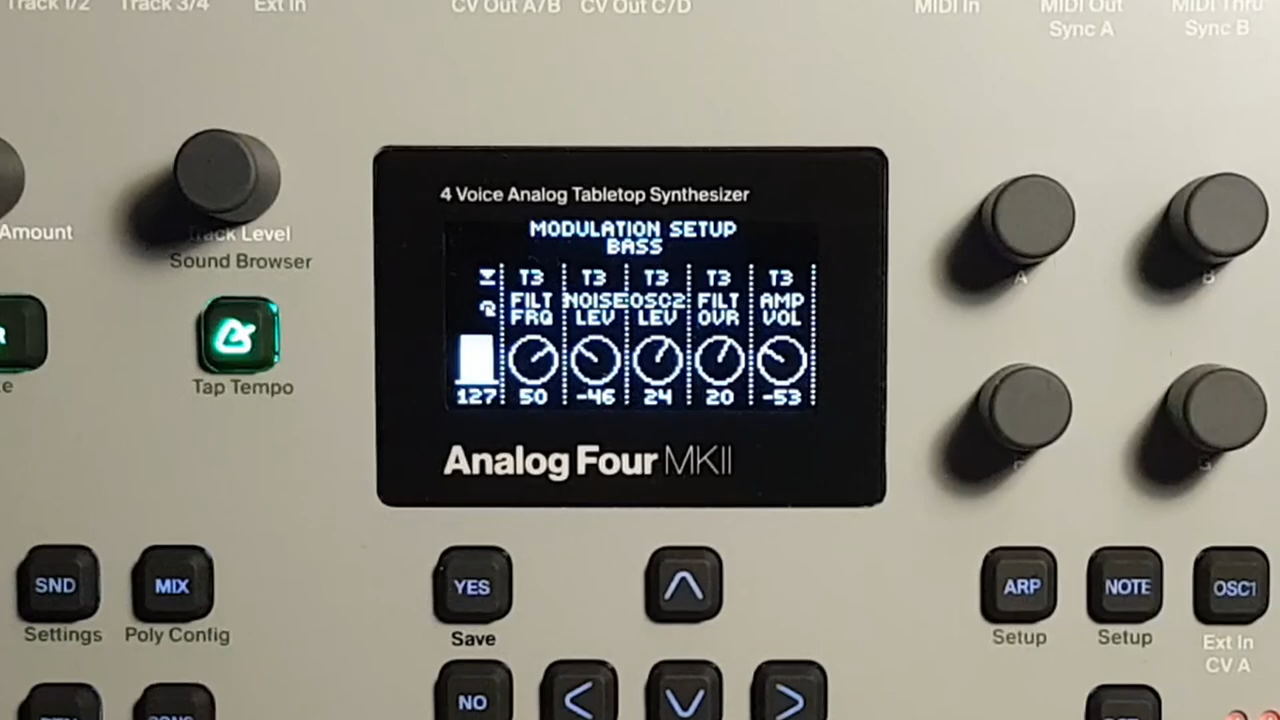 Track 1/2 Track 3/4 Ext In CV Out A/B CV Out C/D MIDI In MIDI Out MIDI Thru
Sync A Sync B
4 Voice Analog Tabletop Synthesizer
MODULATION SETUP
BASS
Amount Track Level
Sound Browser
T3 T3 T3 T3 T3
FILT NOISE OSC2 FILT AMP
FRQ LEV LEV OVR VOL
127 50 -46 24 20 -53
A B
Tap Tempo
Analog Four MKII
SND MIX YES ARP NOTE OSC1
Settings Poly Config Save Setup Setup Ext In
CV A
NO